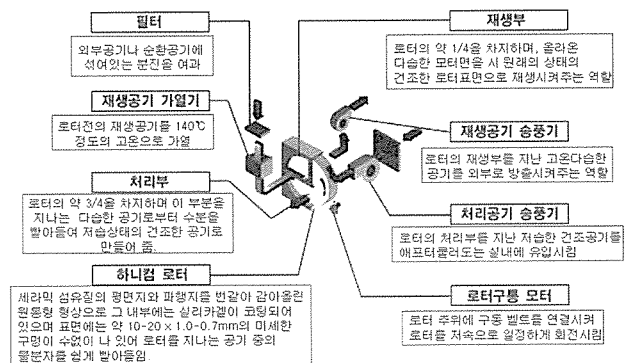 필터
외부공기나 순환공기에
섞여있는 분진을 여과
재생공기 가열기
로터전의 재생공기를 140℃
정도의 고온으로 가열
처리부
로터의 약 3/4을 차지하며 이 부분을
지나는 다습한 공기로부터 수분을
빨아들여 저습상태의 건조한 공기로
만들어 줌.
하니컴 로터
세라믹 섬유질의 평면지와 파행지를 번갈아 감아올린
원통형 형상으로 그 내부에는 실리카겔이 코팅되어
있으며 표면에는 약 10-20 x 1.0-0.7mm의 미세한
구멍이 수없이 나 있어 로터를 지나는 공기 중의
물분자를 쉽게 빨아들임.
재생부
로터의 약 1/4을 차지하며, 올라온
다습한 모터면을 시 원래의 상태의
건조한 로터표면으로 재생시켜주는 역할
재생공기 송풍기
로터의 재생부를 지난 고온다습한
공기를 외부로 방출시켜주는 역할
처리공기 송풍기
로터의 처리부를 지난 저습한 건조공기를
애프터쿨러도는 실내에 유입시킴
로터구동 모터
로터 주위에 구동 벨트를 연결시켜
로터를 저속으로 일정하게 회전시킴